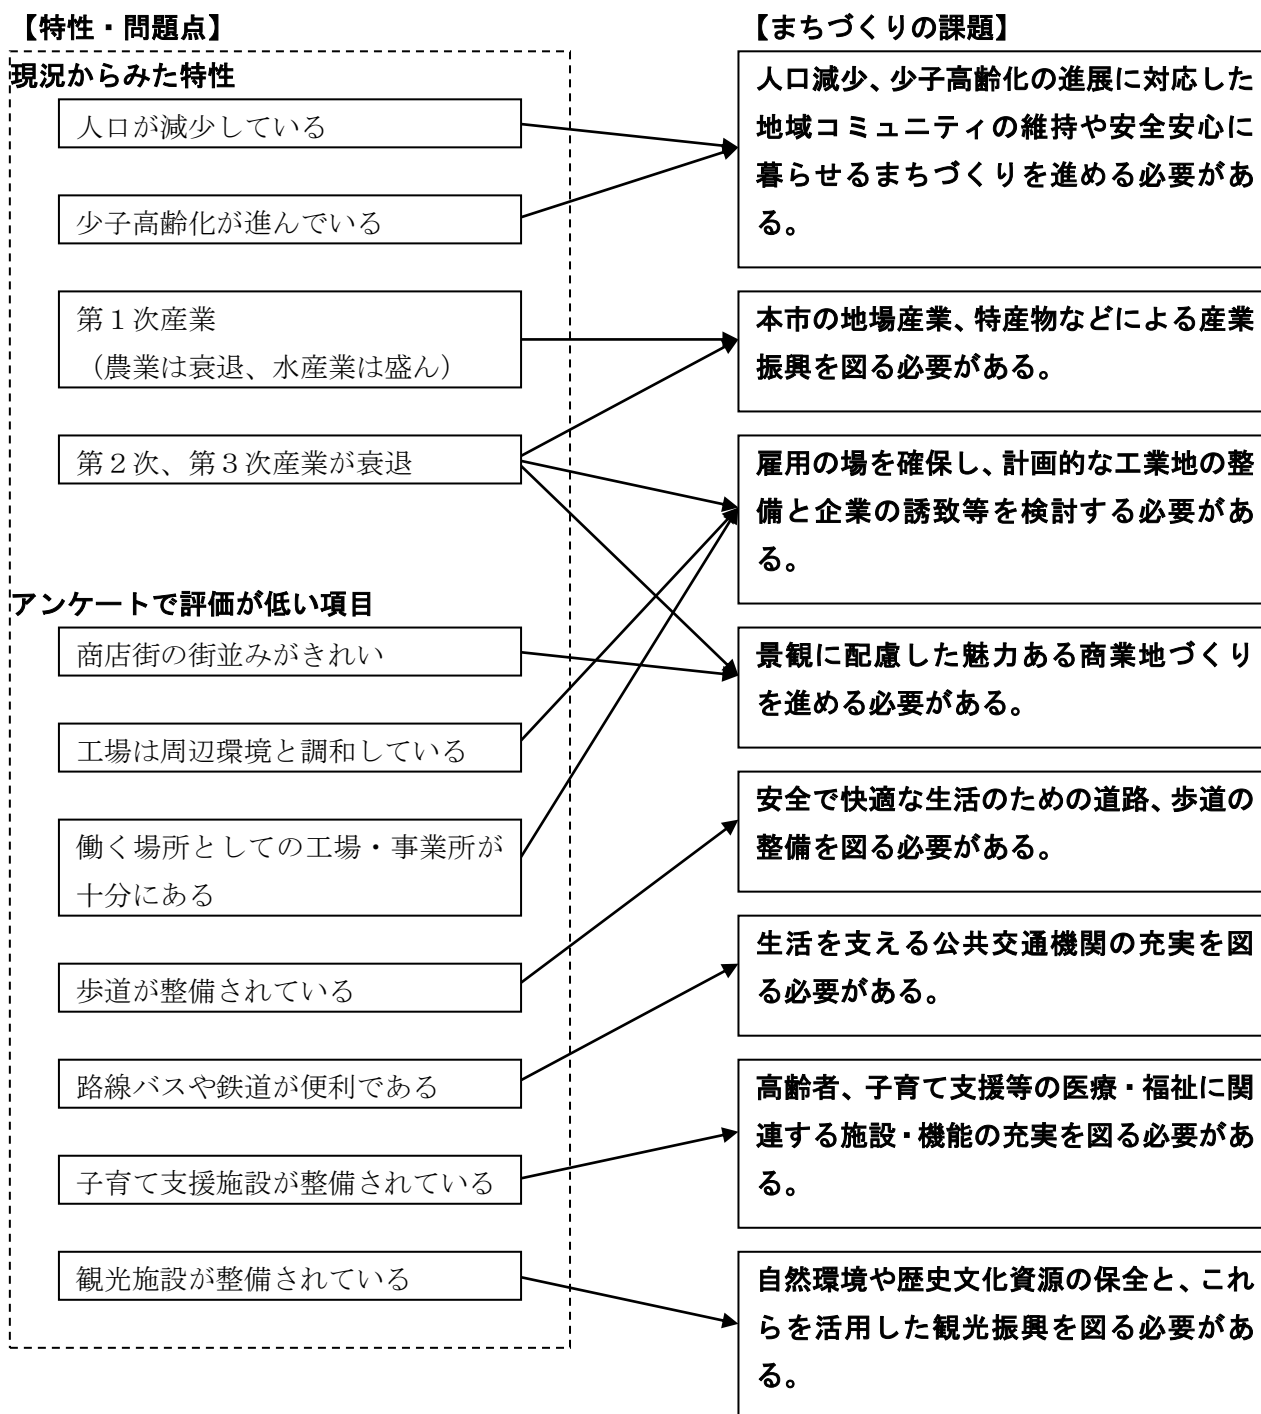 【特性・問題点】
現況からみた特性
人口が減少している
少子高齢化が進んでいる
第１次産業
（農業は衰退、水産業は盛ん）
第２次、第３次産業が衰退
アンケートで評価が低い項目
商店街の街並みがきれい
工場は周辺環境と調和している
働く場所としての工場・事業所が
十分にある
歩道が整備されている
路線バスや鉄道が便利である
子育て支援施設が整備されている
観光施設が整備されている
【まちづくりの課題】
人口減少、少子高齢化の進展に対応した
地域コミュニティの維持や安全安心に
暮らせるまちづくりを進める必要があ
る。
本市の地場産業、特産物などによる産業
振興を図る必要がある。
雇用の場を確保し、計画的な工業地の整
備と企業の誘致等を検討する必要があ
る。
景観に配慮した魅力ある商業地づくり
を進める必要がある。
安全で快適な生活のための道路、歩道の
整備を図る必要がある。
生活を支える公共交通機関の充実を図
る必要がある。
高齢者、子育て支援等の医療・福祉に関
連する施設・機能の充実を図る必要があ
る。
自然環境や歴史文化資源の保全と、これ
らを活用した観光振興を図る必要があ
る。